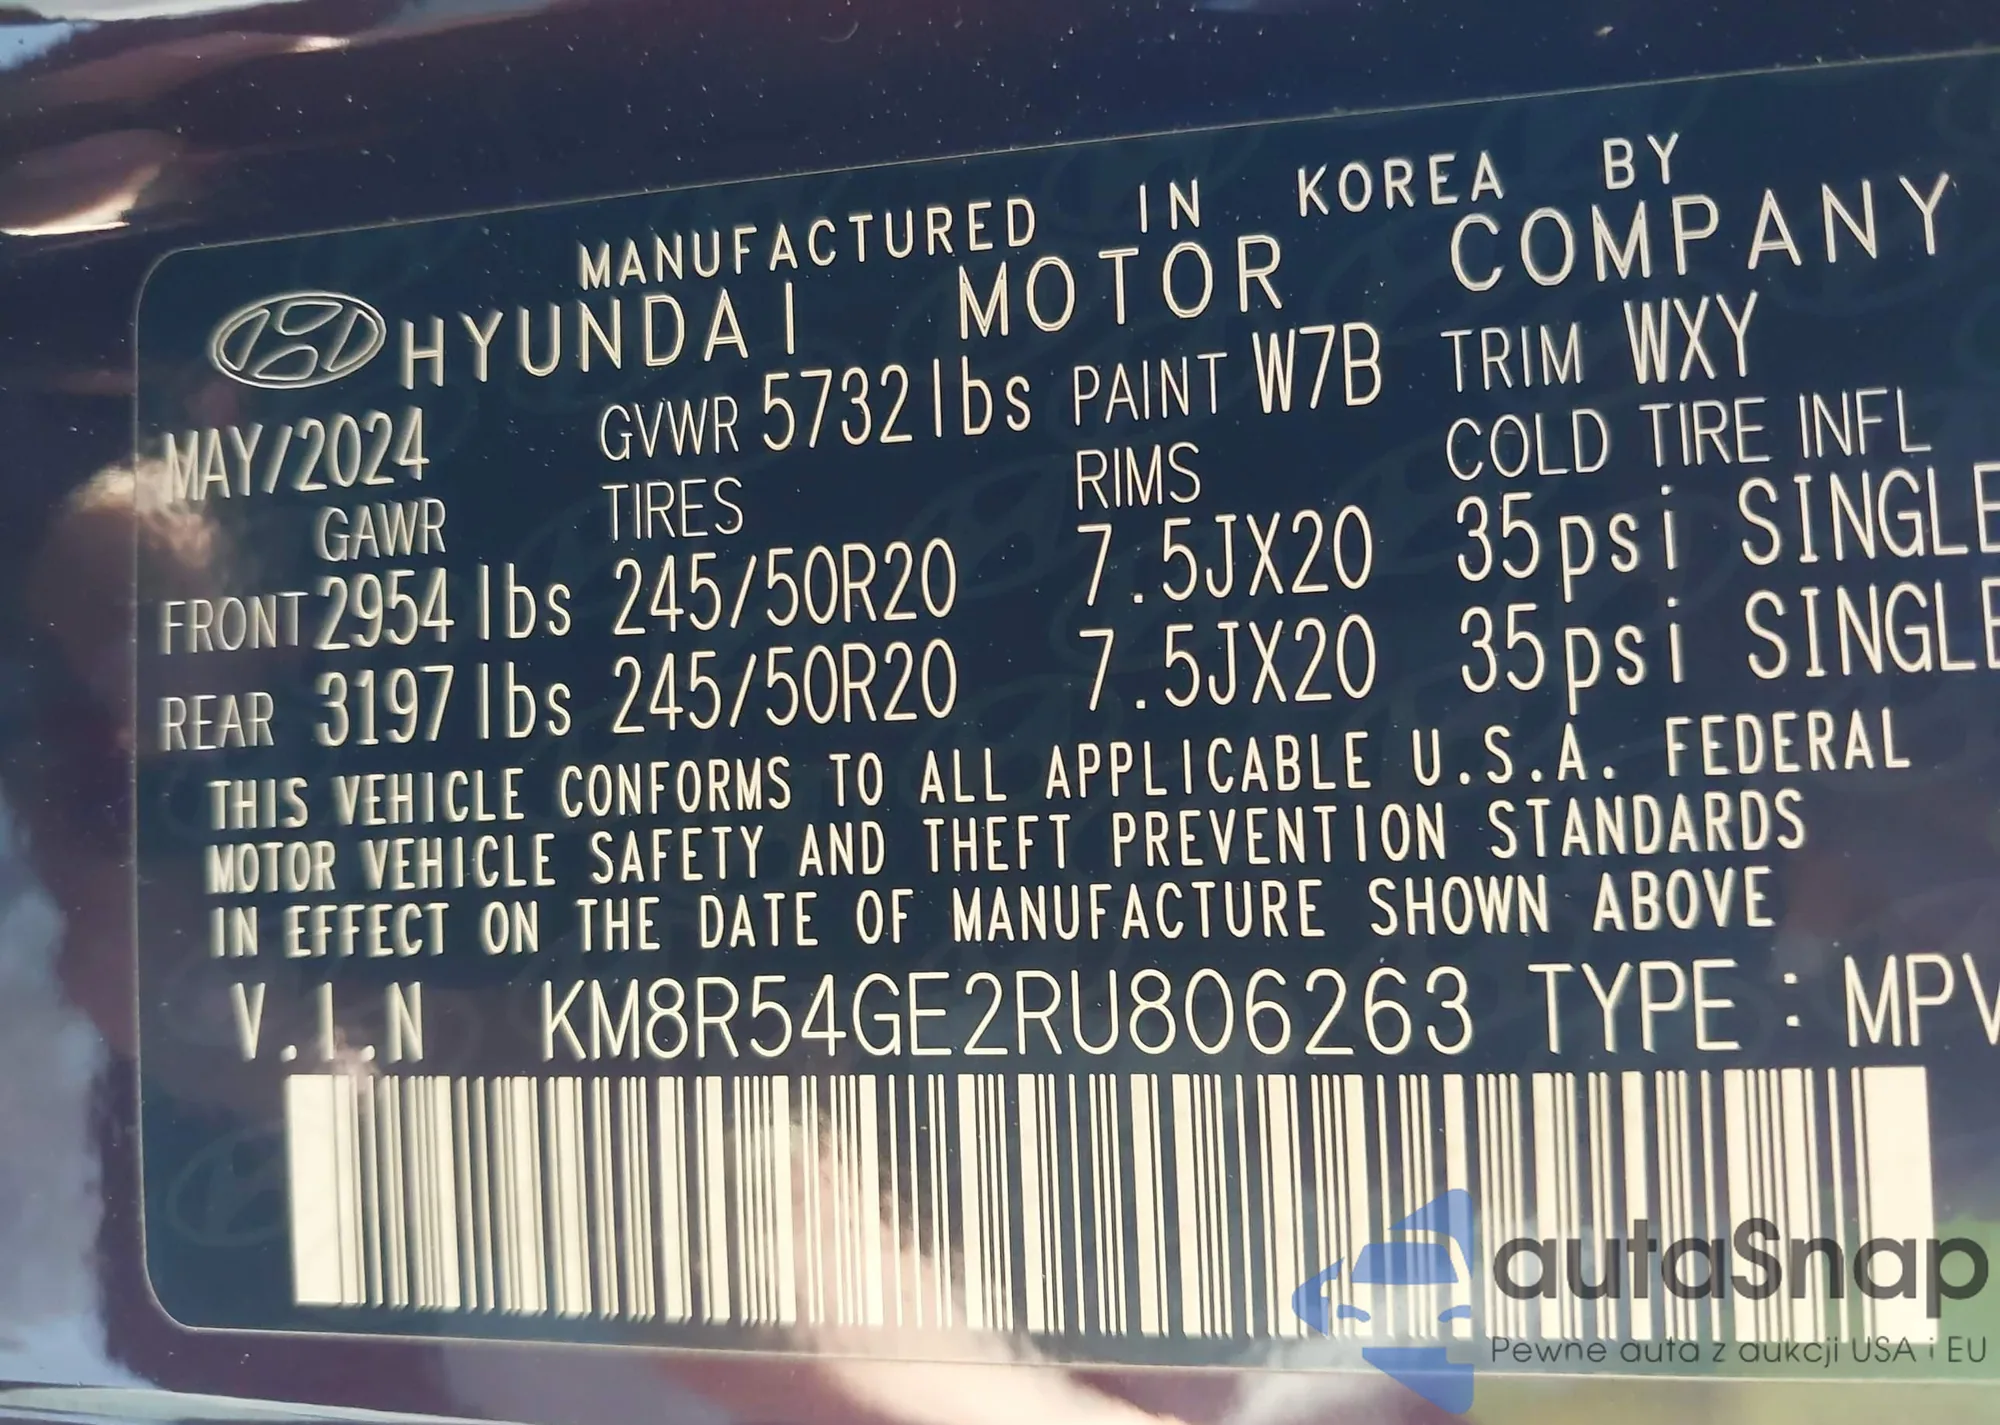 MANUFACTURED IN KOREA BY
HYUNDAI MOTOR COMPANY
MAY/2024 GVWR 5732lbs PAINT W7B TRIM WXY
GAWR TIRES RIMS COLD TIRE INFL
FRONT 2954lbs 245/50R20 7.5JX20 35psi SINGLE
REAR 3197lbs 245/50R20 7.5JX20 35psi SINGLE
THIS VEHICLE CONFORMS TO ALL APPLICABLE U.S.A. FEDERAL
MOTOR VEHICLE SAFETY AND THEFT PREVENTION STANDARDS
IN EFFECT ON THE DATE OF MANUFACTURE SHOWN ABOVE
V.I.N KM8R54GE2RU806263 TYPE : MPV
autaSnap
Pewne auta z aukcji USA i EU